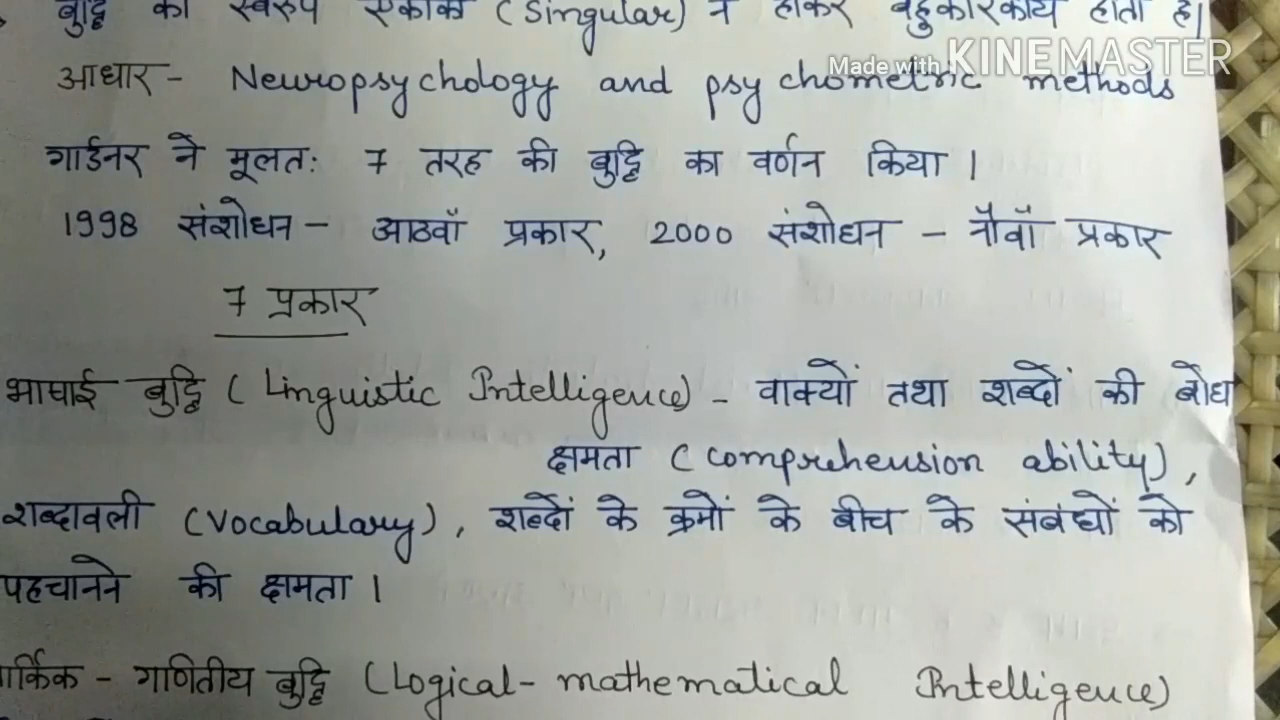 बुद्धि का स्वरुप एकाकी (Singular) न होकर बहुकारकीय होता है।
Made with KINEMASTER
आधार - Neuropsychology and psychometric methods
गार्डनर ने मूलतः 7 तरह की बुद्धि का वर्णन किया ।
1998 संशोधन - आठवाँ प्रकार, 2000 संशोधन - नौवाँ प्रकार
7 प्रकार
भाषाई बुद्धि (Linguistic Intelligence) - वाक्यों तथा शब्दों की बोध
क्षमता (comprehension ability),
शब्दावली (Vocabulary), शब्दों के क्रमों के बीच के संबंधों को
पहचानने की क्षमता ।
तार्किक - गणितीय बुद्धि (Logical-mathematical Intelligence)